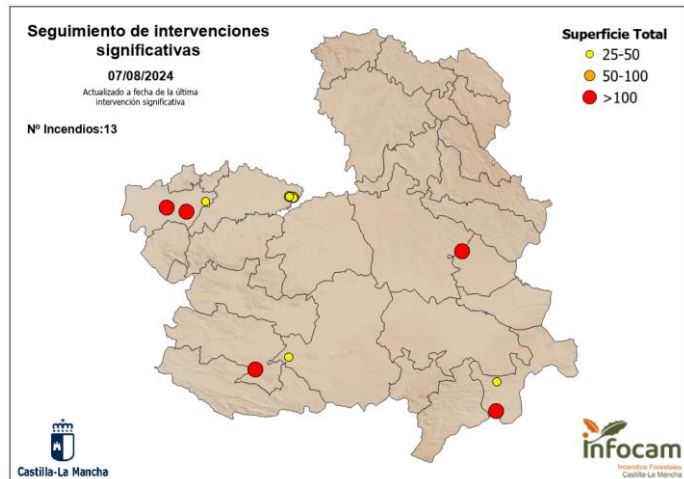 Seguimiento de intervenciones
significativas
07/08/2024
Actualizado a fecha de la última
intervención significativa
Nº Incendios:13
Superficie Total
25-50
50-100
>100
Castilla-La Mancha
infocam
Incendios Forestales
Castilla-La Mancha